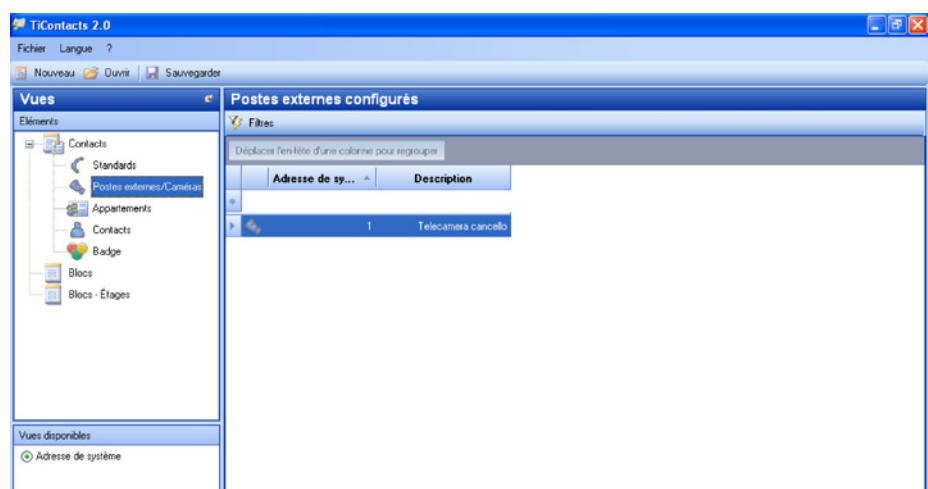 TiContacts 2.0
Fichier Langue ?
Nouveau Ouvrir Sauvegarder
Vues
Postes externes configurés
Eléments
Filtres
Déplacer l'en-tête d'une colonne pour regrouper
Adresse de sy... Description
Contacts
Standards
Postes externes/Caméras
Appartements
Contacts
Badge
Blocs
Blocs - Étages
1 Telecamera cancello
Vues disponibles
Adresse de système